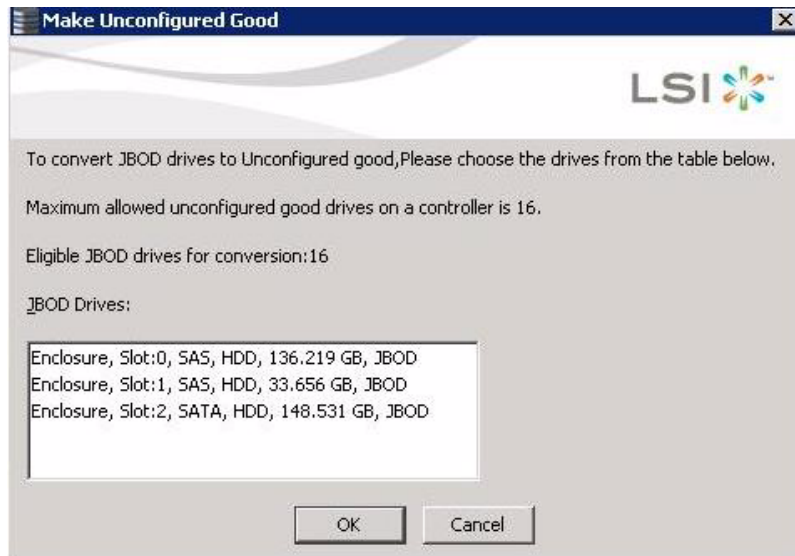 Make Unconfigured Good
LSI
To convert JBOD drives to Unconfigured good,Please choose the drives from the table below.
Maximum allowed unconfigured good drives on a controller is 16.
Eligible JBOD drives for conversion:16
JBOD Drives:
Enclosure, Slot:0, SAS, HDD, 136.219 GB, JBOD
Enclosure, Slot:1, SAS, HDD, 33.656 GB, JBOD
Enclosure, Slot:2, SATA, HDD, 148.531 GB, JBOD
OK Cancel